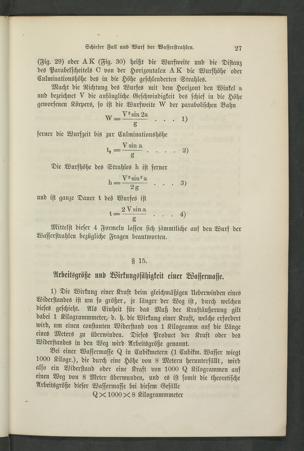 Schiefer Fall und Wurf der Wasserstrahlen. 27
(Fig. 29) oder AK (Fig. 30) heißt die Wurfweite und die Distanz
des Parabelscheitels C von der Horizontalen AK die Wurfhöhe oder
Culminationshöhe des in die Höhe geschlenderten Strahles.
Macht die Richtung des Wurfes mit dem Horizont den Winkel a
und bezeichnet V die anfängliche Geschwindigkeit des schief in die Höhe
geworfenen Körpers, so ist die Wurfweite W der parabolischen Bahn
W = V² sin 2a / g . . . . 1)
ferner die Wurfzeit bis zur Culminationshöhe
t₁ = V sin a / g . . . . 2)
Die Wurfhöhe des Strahles h ist ferner
h = V² sin² a / 2 g . . . . 3)
und ist ganze Dauer t des Wurfes ist
t = 2 V sin a / g . . . . 4)
Mittelst dieser 4 Formeln lassen sich sämmtliche auf den Wurf der
Wasserstrahlen bezügliche Fragen beantworten.
§ 15.
Arbeitsgröße und Wirkungsfähigkeit einer Wassermasse.
1) Die Wirkung einer Kraft beim gleichmäßigen Ueberwinden eines
Widerstandes ist um so größer, je länger der Weg ist, durch welchen
dieses geschieht. Als Einheit für das Maß der Kraftäußerung gilt
dabei 1 Kilogrammmeter, d. h. die Wirkung einer Kraft, welche erfordert
wird, um einen constanten Widerstand von 1 Kilogramm auf die Länge
eines Meters zu überwinden. Dieses Product der Kraft oder des
Widerstandes in den Weg wird Arbeitsgröße genannt.
Bei einer Wassermasse Q in Cubikmetern (1 Cubikm. Wasser wiegt
1000 Kilogr.), die durch eine Höhe von 8 Metern herunterfällt, wird
also ein Widerstand oder eine Kraft von 1000 Q Kilogrammen auf
einen Weg von 8 Meter überwunden, und es ist somit die theoretische
Arbeitsgröße dieser Wassermasse bei diesem Gefälle
Q × 1000 × 8 Kilogrammmeter